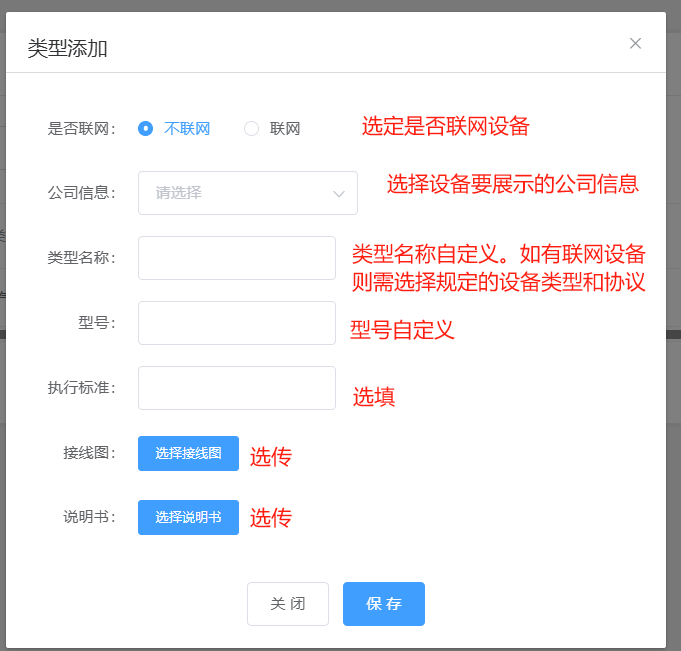 类型添加
是否联网： 不联网 联网 选定是否联网设备
公司信息： 请选择 选择设备要展示的公司信息
类型名称： 类型名称自定义。如有联网设备
则需选择规定的设备类型和协议
型号： 型号自定义
执行标准： 选填
接线图： 选择接线图 选传
说明书： 选择说明书 选传
关 闭 保 存